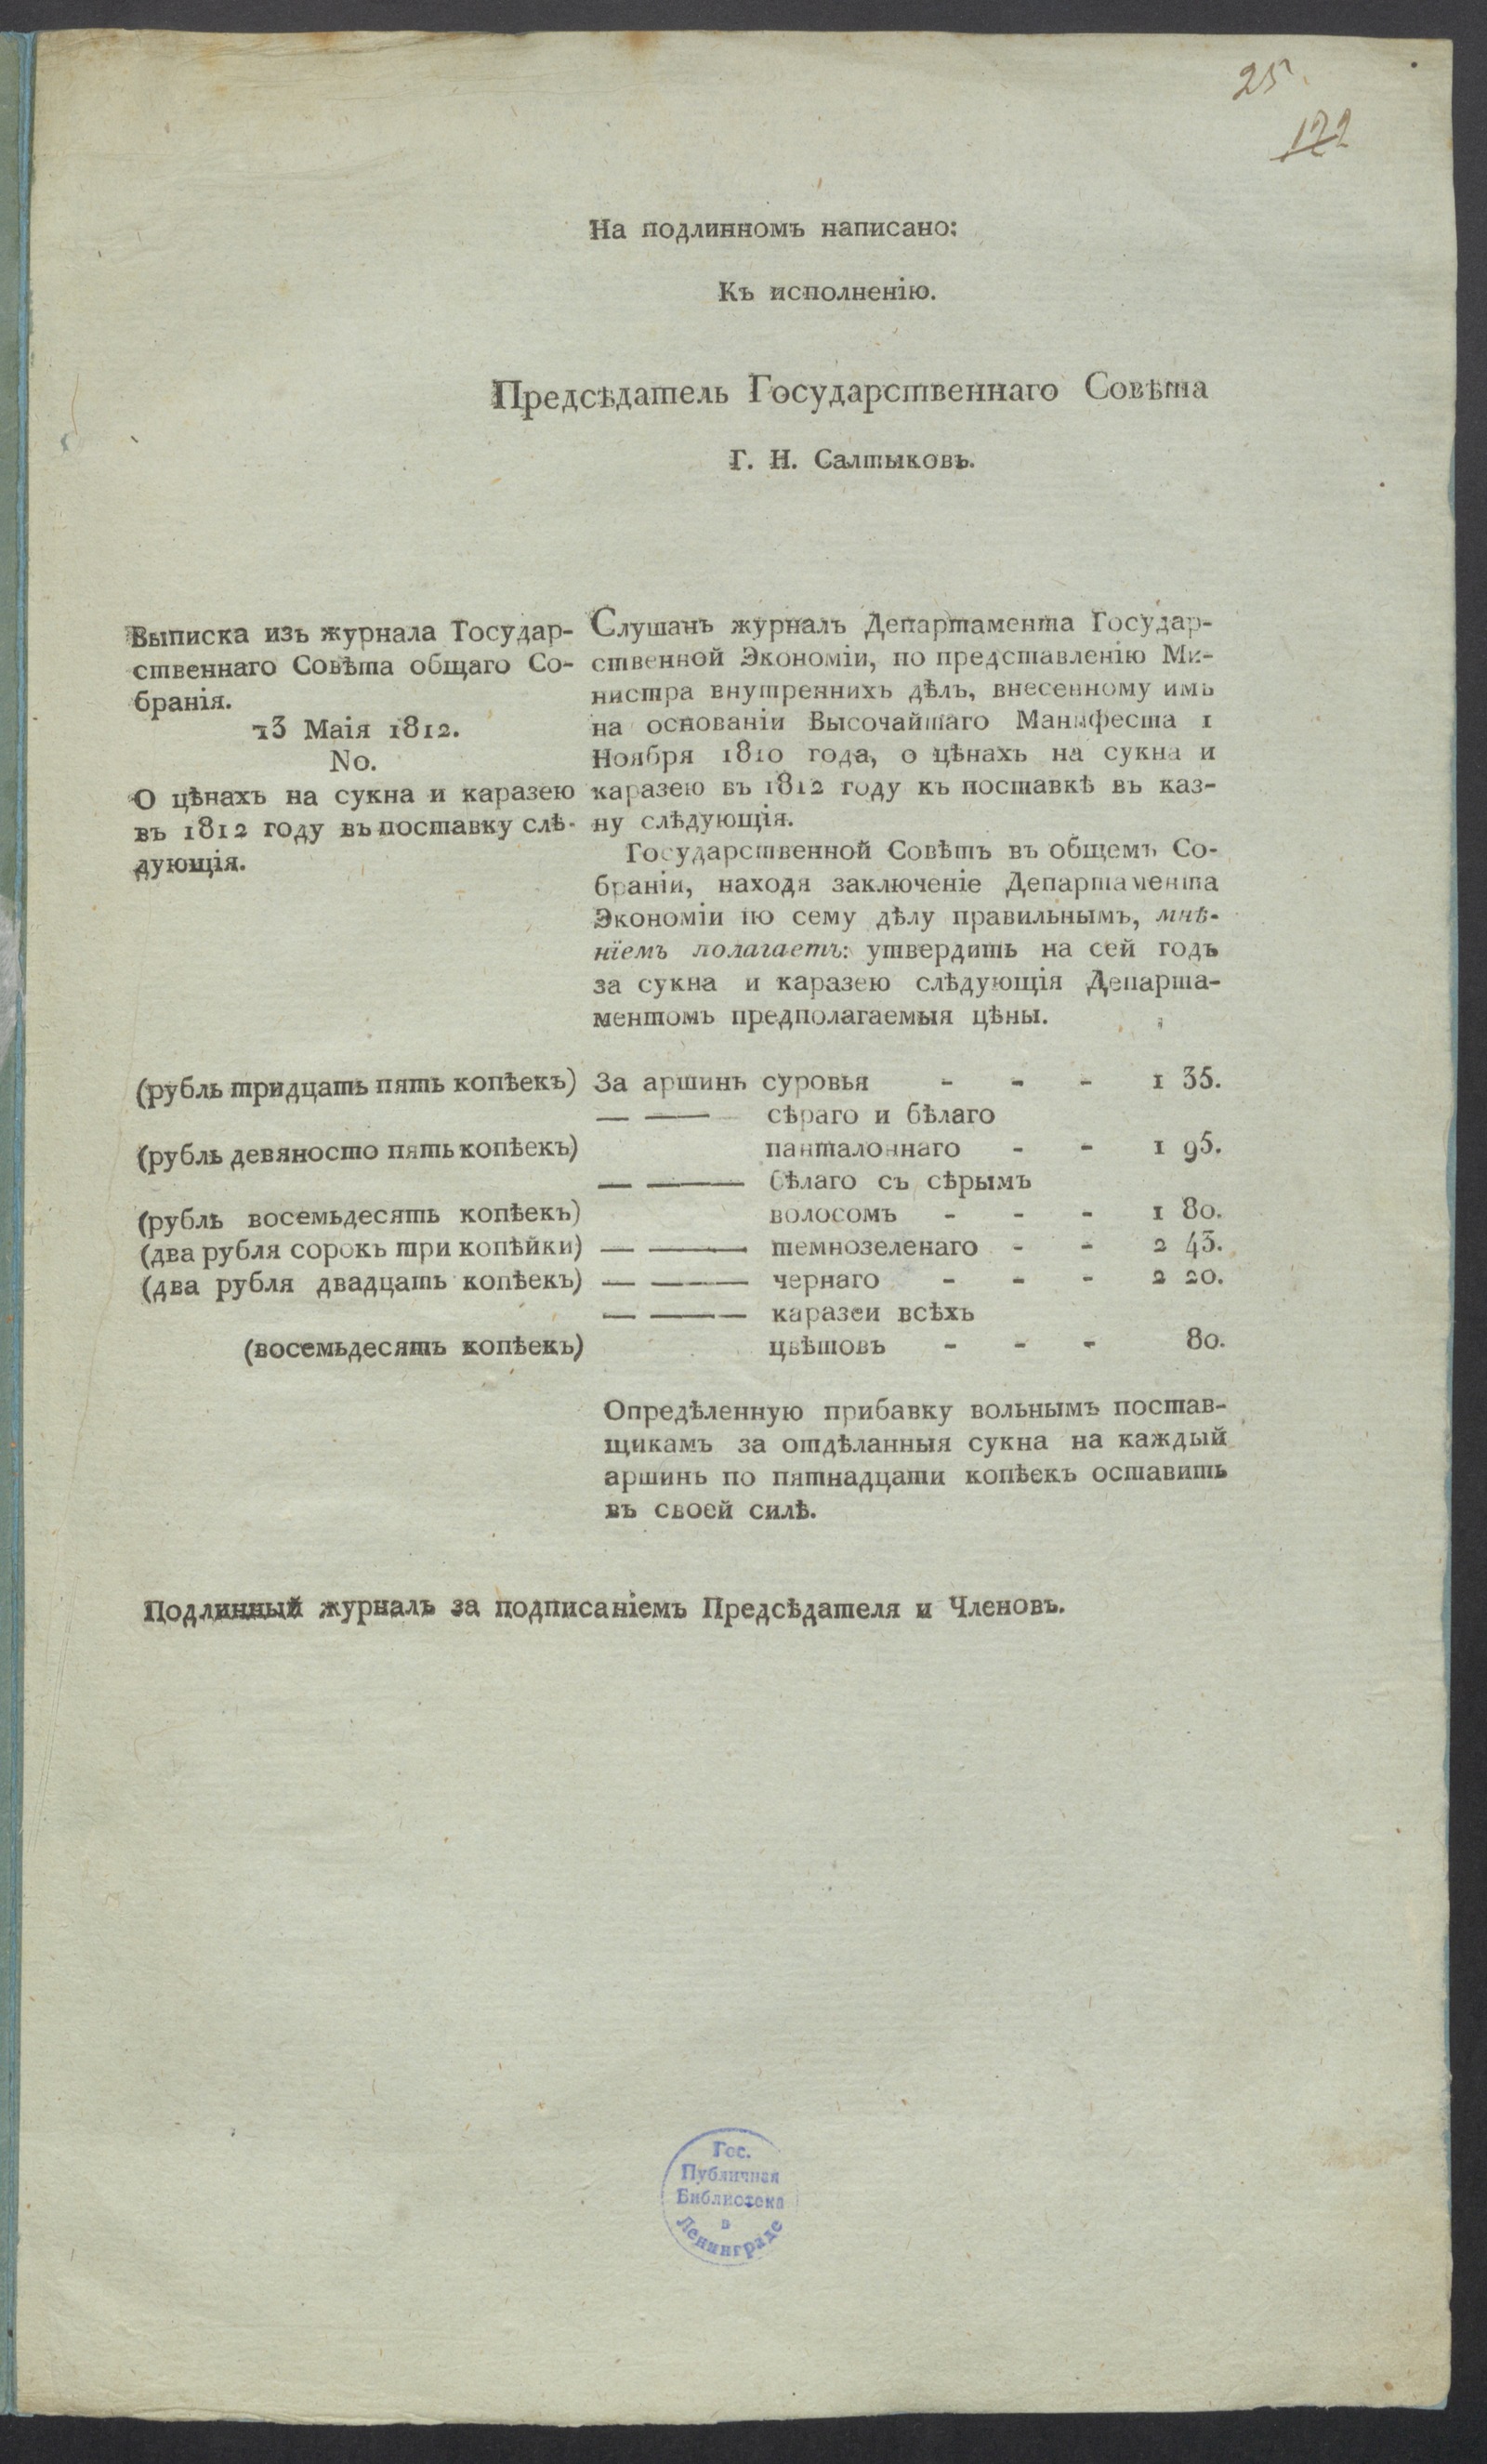 25.
122
На подлинномъ написано:
Къ исполненію.
Предсѣдатель Государственнаго Совѣта
Г. Н. Салтыковъ.
Выписка изъ журнала Государ-
ственнаго Совѣта общаго Со-
бранія.
13 Маія 1812.
No.
О цѣнахъ на сукна и каразею
въ 1812 году въ поставку слѣ-
дующія.
Слушанъ журналъ Департамента Государ-
ственной Экономіи, по представленію Ми-
нистра внутреннихъ дѣлъ, внесенному имъ
на основаніи Высочайшаго Манифеста 1
Ноября 1810 года, о цѣнахъ на сукна и
каразею въ 1812 году къ поставкѣ въ каз-
ну слѣдующія.
Государственной Совѣтъ въ общемъ Со-
браніи, находя заключеніе Департамента
Экономіи по сему дѣлу правильнымъ, мнѣ-
ніемъ полагаетъ: утвердить на сей годъ
за сукна и каразею слѣдующія Департа-
ментомъ предполагаемыя цѣны.
(рубль тридцать пять копѣекъ) За аршинъ суровья - - - 1 35.
— —— сѣраго и бѣлаго
(рубль девяносто пять копѣекъ) панталоннаго - - 1 95.
— —— бѣлаго съ сѣрымъ
(рубль восемьдесять копѣекъ) волосомъ - - - 1 80.
(два рубля сорокъ три копѣйки) — —— темнозеленаго - - 2 43.
(два рубля двадцать копѣекъ) — —— чернаго - - - 2 20.
— —— каразеи всѣхъ
(восемьдесятъ копѣекъ) цвѣтовъ - - - 80.
Опредѣленную прибавку вольнымъ постав-
щикамъ за отдѣланныя сукна на каждый
аршинъ по пятнадцати копѣекъ оставить
въ своей силѣ.
Подлинный журналъ за подписаніемъ Предсѣдателя и Членовъ.
Гос.
Публичная
Библиотека
в
Ленинграде